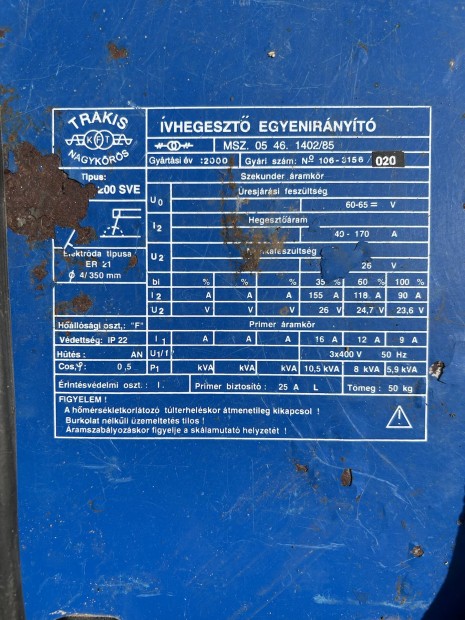 TRAKIS
KÉT
NAGYKŐRÖS
ÍVHEGESZTŐ EGYENIRÁNYÍTÓ
MSZ. 05 46. 1402/85
Gyártási év :2000 Gyári szám: Nº 106-3156/ 020
Tipus:
200 SVE
Szekunder áramkör
U0 Üresjárási feszültség
60-65 = V
I2 Hegesztőáram
40 - 170 A
Elektróda tipusa
ER 21
φ 4/350 mm
U2
26 V
bi % % % 35 % 60 % 100 %
I2 A A A 155 A 118 A 90 A
U2 V V V 26 V 24,7 V 23,6 V
Hőállósági oszt,: "F" Primer áramkör
Védettség: IP 22 I1 A A A 16 A 12 A 9 A
Hűtés : AN U1/f 3x400 V 50 Hz
Cos,φ: 0,5 P1 kVA kVA kVA 10,5 kVA 8 kVA 5,9 kVA
Érintésvédelmi oszt. : I. Primer biztosító : 25 A L Tömeg : 50 kg
FIGYELEM !
A hőmérsékletkorlátozó túlterheléskor átmenetileg kikapcsol !
Burkolat nélküli üzemeltetés tilos !
Áramszabályozáskor figyelje a skálamutató helyzetét !